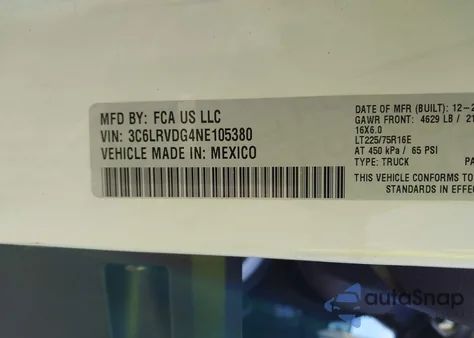 MFD BY: FCA US LLC
VIN: 3C6LRVDG4NE105380
VEHICLE MADE IN: MEXICO
DATE OF MFR (BUILT): 12-2
GAWR FRONT: 4629 LB / 21
16X6.0
LT225/75R16E
AT 450 kPa / 65 PSI
TYPE: TRUCK PA
THIS VEHICLE CONFORMS TO
STANDARDS IN EFFEC
autoSnap